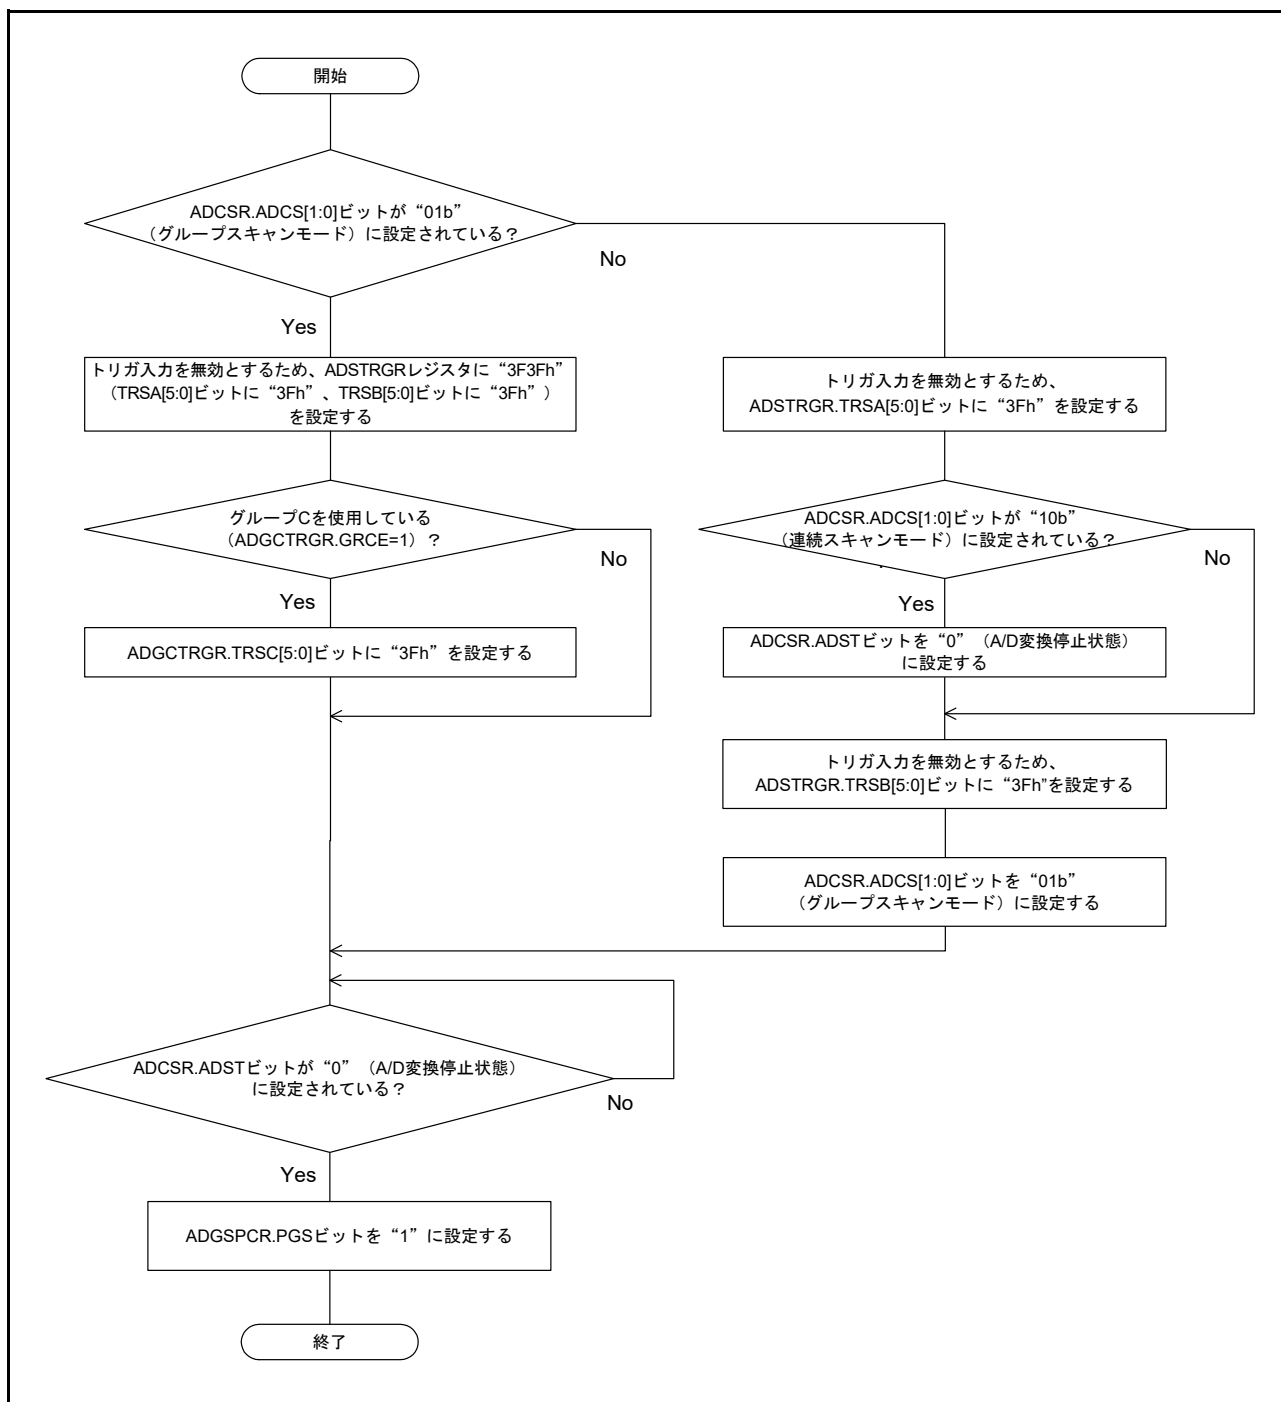 開始
ADCSR.ADCS[1:0]ビットが“01b”
（グループスキャンモード）に設定されている？
No
Yes
トリガ入力を無効とするため、ADSTRGRレジスタに“3F3Fh”
（TRSA[5:0]ビットに“3Fh”、TRSB[5:0]ビットに“3Fh”）
を設定する
グループCを使用している
（ADGCTRGR.GRCE=1）？
No
Yes
ADGCTRGR.TRSC[5:0]ビットに“3Fh”を設定する
トリガ入力を無効とするため、
ADSTRGR.TRSA[5:0]ビットに“3Fh”を設定する
ADCSR.ADCS[1:0]ビットが“10b”
（連続スキャンモード）に設定されている？
No
Yes
ADCSR.ADSTビットを“0”（A/D変換停止状態）
に設定する
トリガ入力を無効とするため、
ADSTRGR.TRSB[5:0]ビットに“3Fh”を設定する
ADCSR.ADCS[1:0]ビットを“01b”
（グループスキャンモード）に設定する
ADCSR.ADSTビットが“0”（A/D変換停止状態）
に設定されている？
No
Yes
ADGSPCR.PGSビットを“1”に設定する
終了